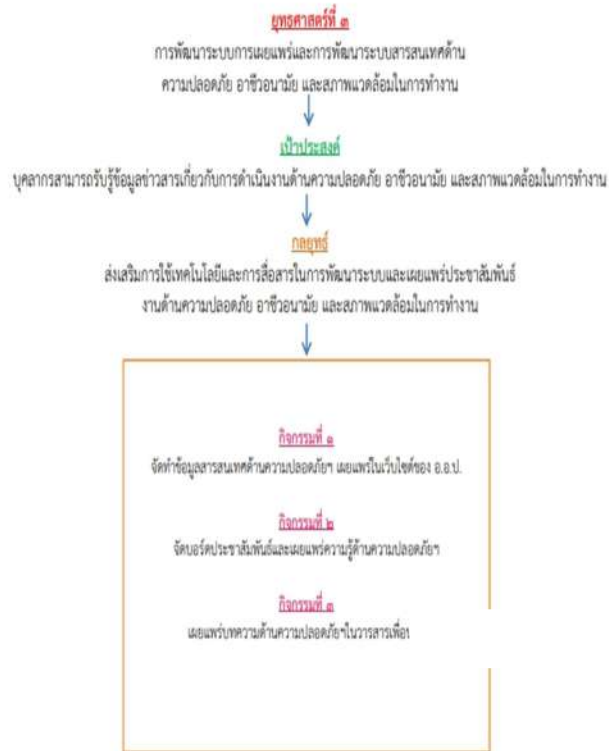 ยุทธศาสตร์ที่ ๓
การพัฒนาระบบการเผยแพร่และการพัฒนาระบบสารสนเทศด้าน
ความปลอดภัย อาชีวอนามัย และสภาพแวดล้อมในการทำงาน
เป้าประสงค์
บุคลากรสามารถรับรู้ข้อมูลข่าวสารเกี่ยวกับการดำเนินงานด้านความปลอดภัย อาชีวอนามัย และสภาพแวดล้อมในการทำงาน
กลยุทธ์
ส่งเสริมการใช้เทคโนโลยีและการสื่อสารในการพัฒนาระบบและเผยแพร่ประชาสัมพันธ์
งานด้านความปลอดภัย อาชีวอนามัย และสภาพแวดล้อมในการทำงาน
กิจกรรมที่ ๑
จัดทำข้อมูลสารสนเทศด้านความปลอดภัยฯ เผยแพร่ในเว็บไซต์ของ อ.อ.ป.
กิจกรรมที่ ๒
จัดบอร์ดประชาสัมพันธ์และเผยแพร่ความรู้ด้านความปลอดภัยฯ
กิจกรรมที่ ๓
เผยแพร่บทความด้านความปลอดภัยฯในวารสาร